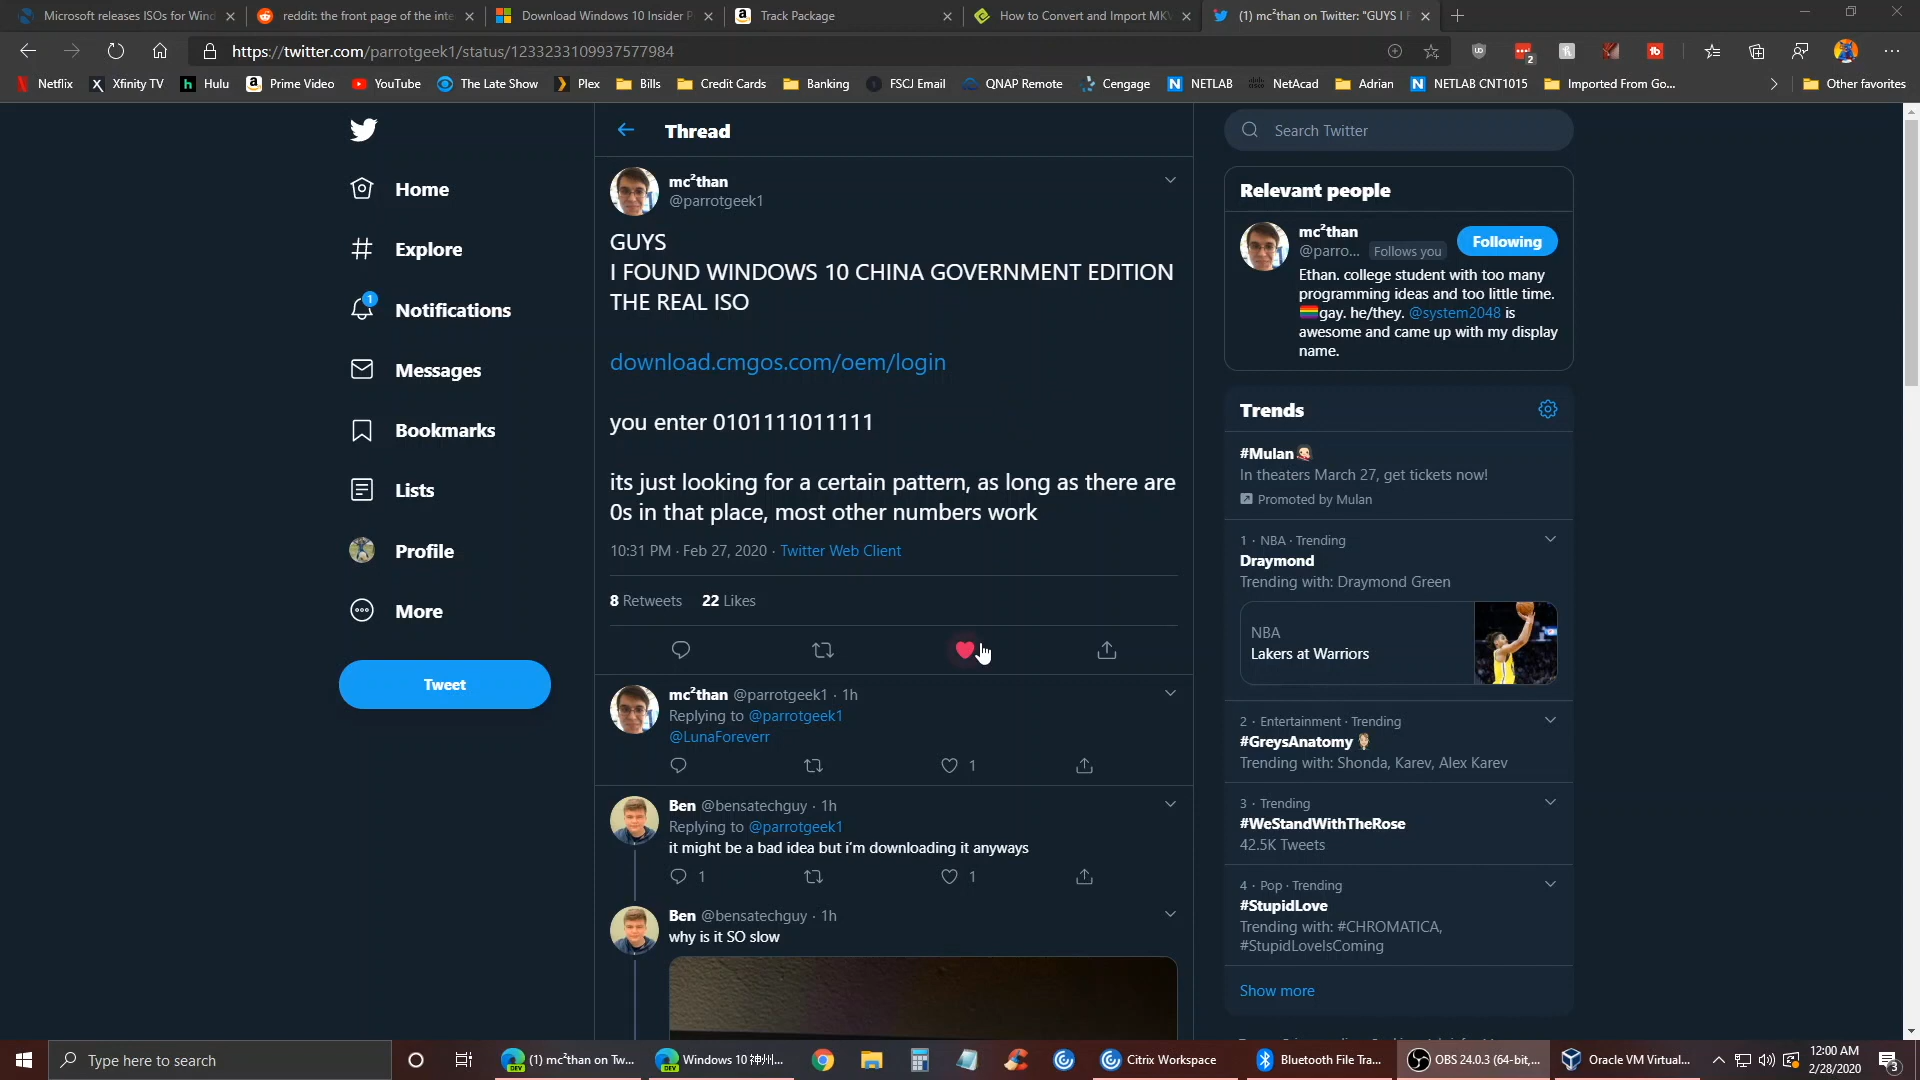 Microsoft releases ISOs for Wind
reddit: the front page of the inte
Download Windows 10 Insider P
Track Package
How to Convert and Import MKV
(1) mc²than on Twitter: "GUYS I F
https://twitter.com/parrotgeek1/status/1233233109937577984
2
Netflix
Xfinity TV
Hulu
Prime Video
YouTube
The Late Show
Plex
Bills
Credit Cards
Banking
FSCJ Email
QNAP Remote
Cengage
NETLAB
NetAcad
Adrian
NETLAB CNT1015
Imported From Go...
Other favorites
Home
Explore
1
Notifications
Messages
Bookmarks
Lists
Profile
More
Tweet
Thread
mc²than
@parrotgeek1
GUYS
I FOUND WINDOWS 10 CHINA GOVERNMENT EDITION
THE REAL ISO
download.cmgos.com/oem/login
you enter 0101111011111
its just looking for a certain pattern, as long as there are
0s in that place, most other numbers work
10:31 PM · Feb 27, 2020 · Twitter Web Client
8 Retweets 22 Likes
mc²than @parrotgeek1 · 1h
Replying to @parrotgeek1
@LunaForeverr
1
Ben @bensatechguy · 1h
Replying to @parrotgeek1
it might be a bad idea but i'm downloading it anyways
1 1
Ben @bensatechguy · 1h
why is it SO slow
Search Twitter
Relevant people
mc²than
@parro... Follows you
Following
Ethan. college student with too many
programming ideas and too little time.
gay. he/they. @system2048 is
awesome and came up with my display
name.
Trends
#Mulan
In theaters March 27, get tickets now!
Promoted by Mulan
1 · NBA · Trending
Draymond
Trending with: Draymond Green
NBA
Lakers at Warriors
2 · Entertainment · Trending
#GreysAnatomy
Trending with: Shonda, Karev, Alex Karev
3 · Trending
#WeStandWithTheRose
42.5K Tweets
4 · Pop · Trending
#StupidLove
Trending with: #CHROMATICA,
#StupidLoveIsComing
Show more
Type here to search
(1) mc²than on Tw...
Windows 10 神州...
Citrix Workspace
Bluetooth File Tra...
OBS 24.0.3 (64-bit,...
Oracle VM Virtual...
12:00 AM
2/28/2020
3